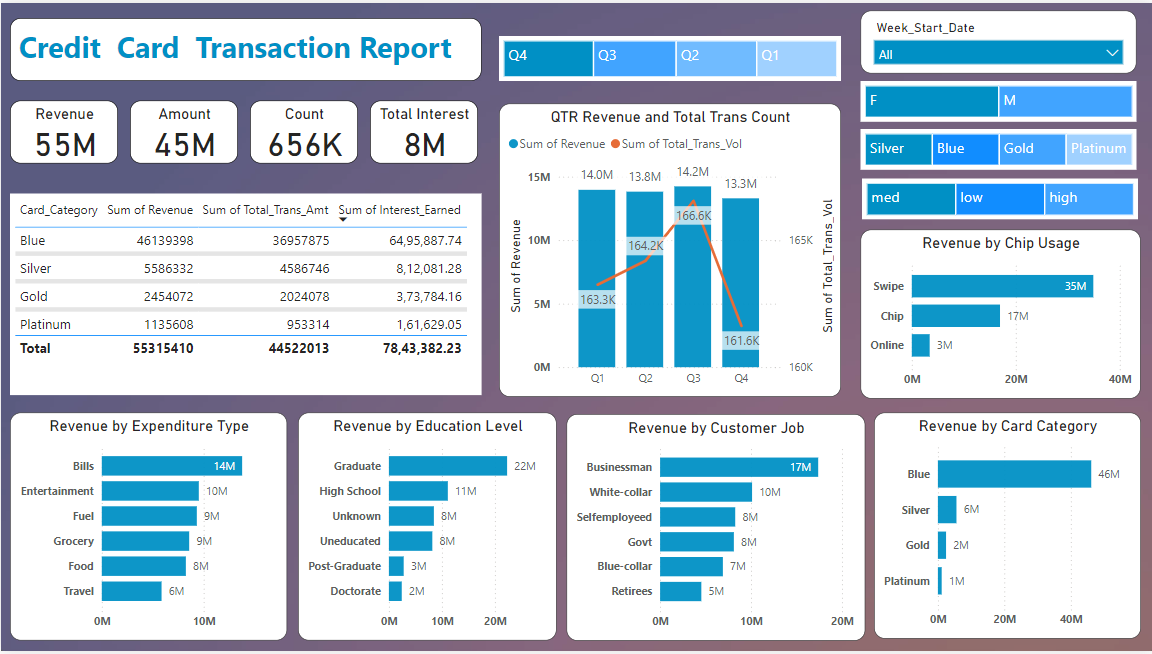 Credit Card Transaction Report
Q4 Q3 Q2 Q1
Week_Start_Date
All
F M
Silver Blue Gold Platinum
med low high
Revenue
55M
Amount
45M
Count
656K
Total Interest
8M
Card_Category Sum of Revenue Sum of Total_Trans_Amt Sum of Interest_Earned
Blue 46139398 36957875 64,95,887.74
Silver 5586332 4586746 8,12,081.28
Gold 2454072 2024078 3,73,784.16
Platinum 1135608 953314 1,61,629.05
Total 55315410 44522013 78,43,382.23
QTR Revenue and Total Trans Count
Sum of Revenue Sum of Total_Trans_Vol
14.0M 13.8M 14.2M 13.3M
15M
10M
5M
0M
Sum of Revenue
163.3K 164.2K 166.6K 161.6K
165K
160K
Sum of Total_Trans_Vol
Q1 Q2 Q3 Q4
Revenue by Chip Usage
Swipe 35M
Chip 17M
Online 3M
0M 20M 40M
Revenue by Expenditure Type
Bills 14M
Entertainment 10M
Fuel 9M
Grocery 9M
Food 8M
Travel 6M
0M 10M
Revenue by Education Level
Graduate 22M
High School 11M
Unknown 8M
Uneducated 8M
Post-Graduate 3M
Doctorate 2M
0M 10M 20M
Revenue by Customer Job
Businessman 17M
White-collar 10M
Selfemployeed 8M
Govt 8M
Blue-collar 7M
Retirees 5M
0M 10M 20M
Revenue by Card Category
Blue 46M
Silver 6M
Gold 2M
Platinum 1M
0M 20M 40M